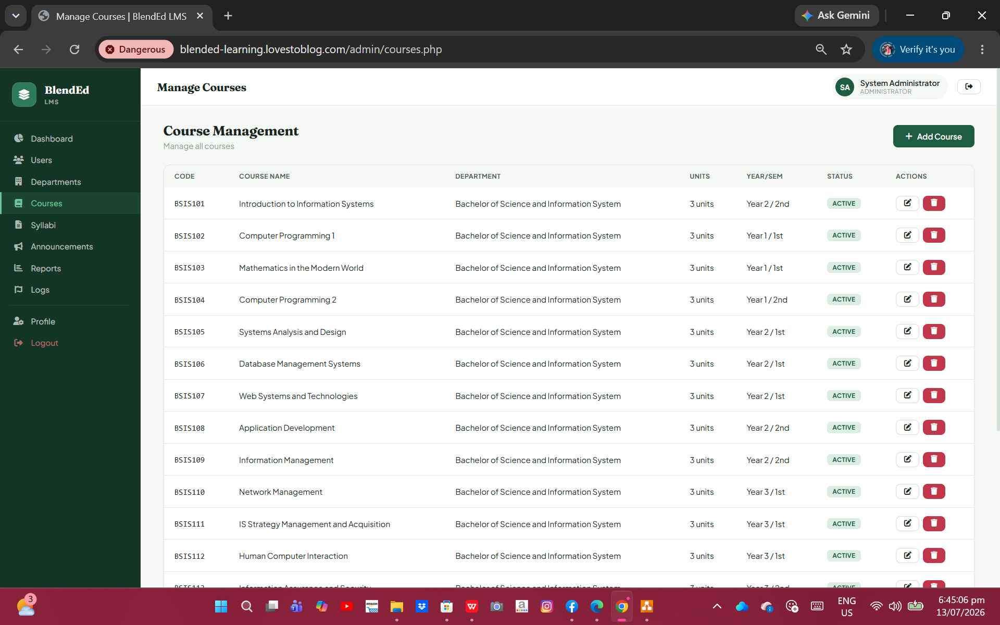 Manage Courses | BlendEd LMS
Ask Gemini
Dangerous
blended-learning.lovestoblog.com/admin/courses.php
Verify it's you
BlendEd
LMS
Manage Courses
SA
System Administrator
ADMINISTRATOR
Dashboard
Users
Departments
Courses
Syllabi
Announcements
Reports
Logs
Profile
Logout
Course Management
Manage all courses
+ Add Course
CODE COURSE NAME DEPARTMENT UNITS YEAR/SEM STATUS ACTIONS
BSIS101 Introduction to Information Systems Bachelor of Science and Information System 3 units Year 2 / 2nd ACTIVE
BSIS102 Computer Programming 1 Bachelor of Science and Information System 3 units Year 1 / 1st ACTIVE
BSIS103 Mathematics in the Modern World Bachelor of Science and Information System 3 units Year 1 / 1st ACTIVE
BSIS104 Computer Programming 2 Bachelor of Science and Information System 3 units Year 1 / 2nd ACTIVE
BSIS105 Systems Analysis and Design Bachelor of Science and Information System 3 units Year 2 / 1st ACTIVE
BSIS106 Database Management Systems Bachelor of Science and Information System 3 units Year 2 / 1st ACTIVE
BSIS107 Web Systems and Technologies Bachelor of Science and Information System 3 units Year 2 / 1st ACTIVE
BSIS108 Application Development Bachelor of Science and Information System 3 units Year 2 / 2nd ACTIVE
BSIS109 Information Management Bachelor of Science and Information System 3 units Year 2 / 2nd ACTIVE
BSIS110 Network Management Bachelor of Science and Information System 3 units Year 3 / 1st ACTIVE
BSIS111 IS Strategy Management and Acquisition Bachelor of Science and Information System 3 units Year 3 / 1st ACTIVE
BSIS112 Human Computer Interaction Bachelor of Science and Information System 3 units Year 3 / 1st ACTIVE
3
amazon
ENG
US
6:45:06 pm
13/07/2026